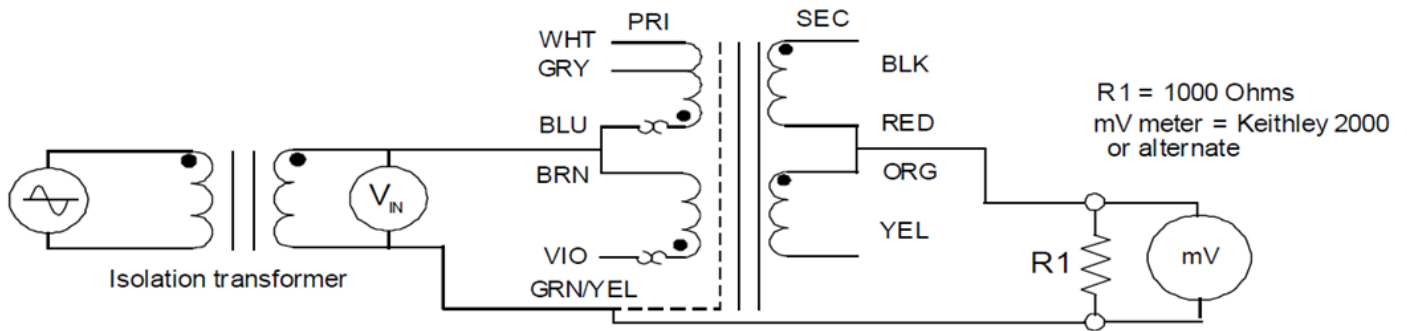 PRI
SEC
WHT
GRY
BLU
BRN
VIO
GRN/YEL
BLK
RED
ORG
YEL
VIN
Isolation transformer
R1 = 1000 Ohms
mV meter = Keithley 2000
or alternate
R1
mV